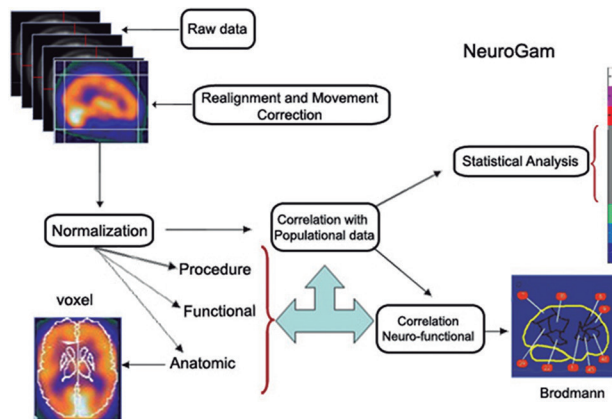 Raw data
NeuroGam
Realignment and Movement
Correction
Statistical Analysis
Normalization
Correlation with
Populational data
Procedure
voxel
Functional
Correlation
Neuro-functional
Anatomic
Brodmann